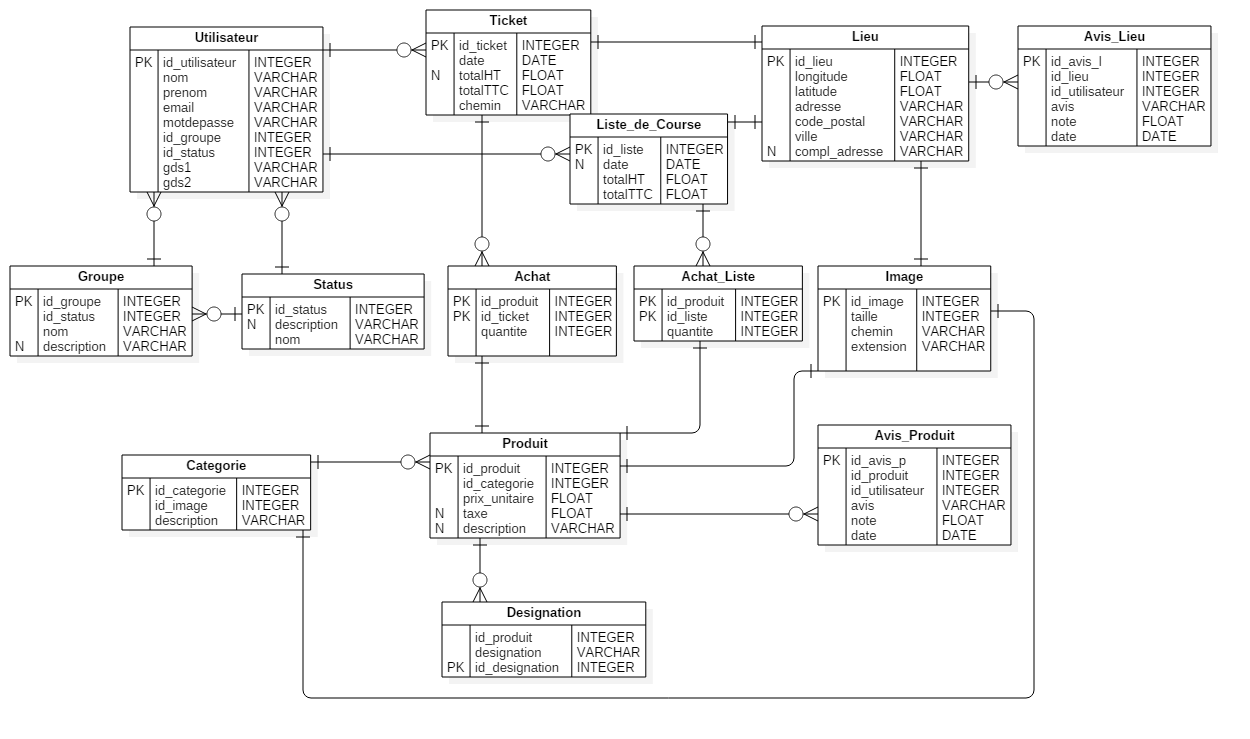 Utilisateur
PK id_utilisateur INTEGER
nom VARCHAR
prenom VARCHAR
email VARCHAR
motdepasse VARCHAR
id_groupe INTEGER
id_status INTEGER
gds1 VARCHAR
gds2 VARCHAR
Ticket
PK id_ticket INTEGER
date DATE
N totalHT FLOAT
totalTTC FLOAT
chemin VARCHAR
Liste_de_Course
PK id_liste INTEGER
N date DATE
totalHT FLOAT
totalTTC FLOAT
Lieu
PK id_lieu INTEGER
longitude FLOAT
latitude FLOAT
adresse VARCHAR
code_postal VARCHAR
ville VARCHAR
N compl_adresse VARCHAR
Avis_Lieu
PK id_avis_l INTEGER
id_lieu INTEGER
id_utilisateur INTEGER
avis VARCHAR
note FLOAT
date DATE
Groupe
PK id_groupe INTEGER
id_status INTEGER
nom VARCHAR
N description VARCHAR
Status
PK id_status INTEGER
N description VARCHAR
nom VARCHAR
Achat
PK id_produit INTEGER
PK id_ticket INTEGER
quantite INTEGER
Achat_Liste
PK id_produit INTEGER
PK id_liste INTEGER
quantite INTEGER
Image
PK id_image INTEGER
taille INTEGER
chemin VARCHAR
extension VARCHAR
Categorie
PK id_categorie INTEGER
id_image INTEGER
description VARCHAR
Produit
PK id_produit INTEGER
id_categorie INTEGER
prix_unitaire FLOAT
N taxe FLOAT
N description VARCHAR
Avis_Produit
PK id_avis_p INTEGER
id_produit INTEGER
id_utilisateur INTEGER
avis VARCHAR
note FLOAT
date DATE
Designation
id_produit INTEGER
designation VARCHAR
PK id_designation INTEGER